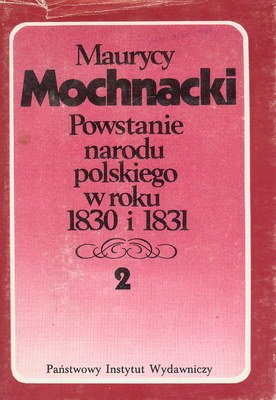 Maurycy
Mochnacki
Powstanie
narodu
polskiego
w roku
1830 i 1831
2
Państwowy Instytut Wydawniczy